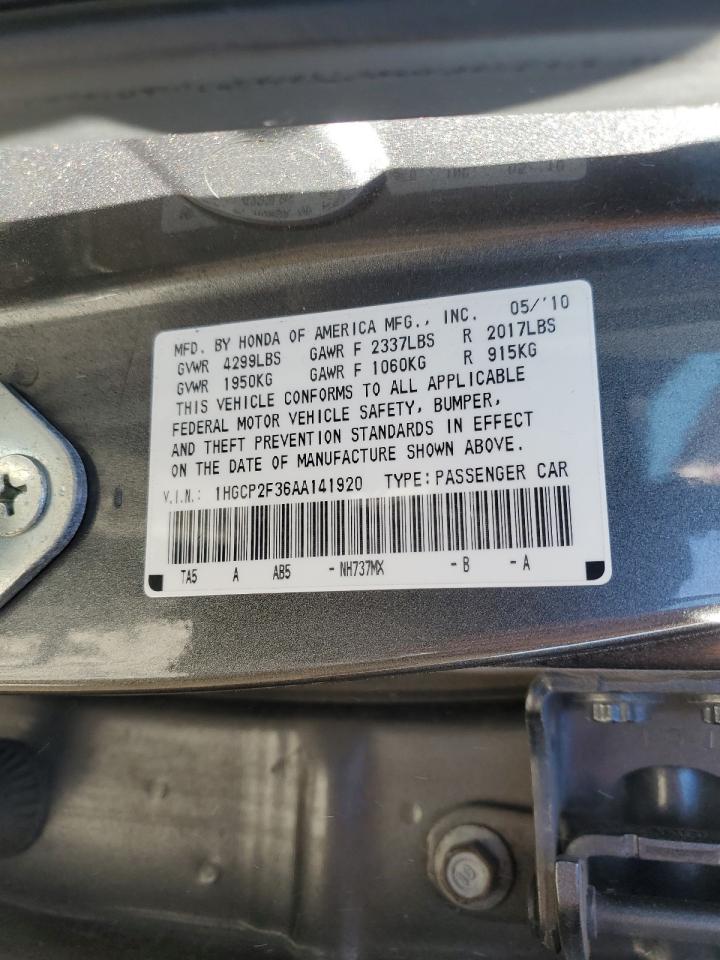 MFD. BY HONDA OF AMERICA MFG., INC. 05/'10
GVWR 4299LBS GAWR F 2337LBS R 2017LBS
GVWR 1950KG GAWR F 1060KG R 915KG
THIS VEHICLE CONFORMS TO ALL APPLICABLE
FEDERAL MOTOR VEHICLE SAFETY, BUMPER,
AND THEFT PREVENTION STANDARDS IN EFFECT
ON THE DATE OF MANUFACTURE SHOWN ABOVE.
V.I.N.: 1HGCP2F36AA141920 TYPE:PASSENGER CAR
TA5 A AB5 -NH737MX -B -A